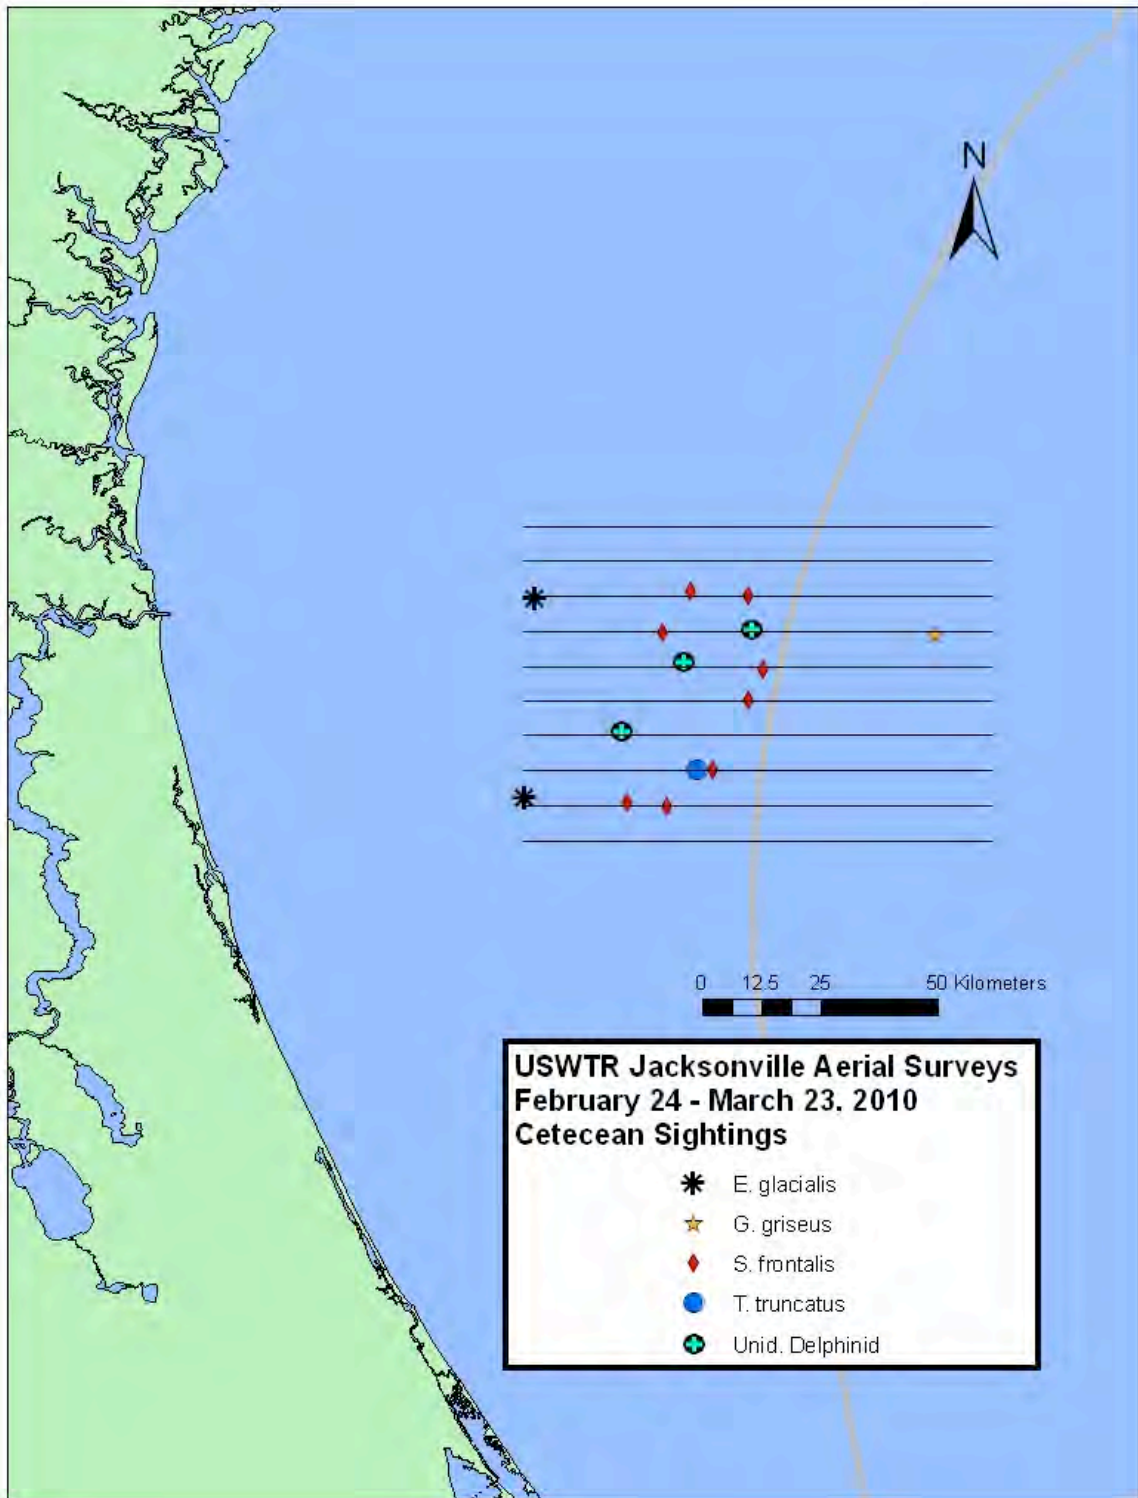 N
0 12.5 25 50 Kilometers
USWTR Jacksonville Aerial Surveys
February 24 - March 23. 2010
Cetecean Sightings
E. glacialis
G. griseus
S. frontalis
T. truncatus
Unid. Delphinid